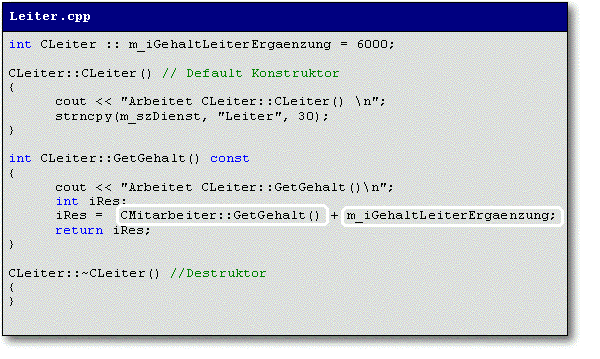 Leiter.cpp
int CLeiter :: m_iGehaltLeiterErgaenzung = 6000;
CLeiter::CLeiter() // Default Konstruktor
{
cout << "Arbeitet CLeiter::CLeiter() \n";
strncpy(m_szDienst, "Leiter", 30);
}
int CLeiter::GetGehalt() const
{
cout << "Arbeitet CLeiter::GetGehalt()\n";
int iRes;
iRes = CMitarbeiter::GetGehalt() + m_iGehaltLeiterErgaenzung;
return iRes;
}
CLeiter::~CLeiter() //Destruktor
{
}